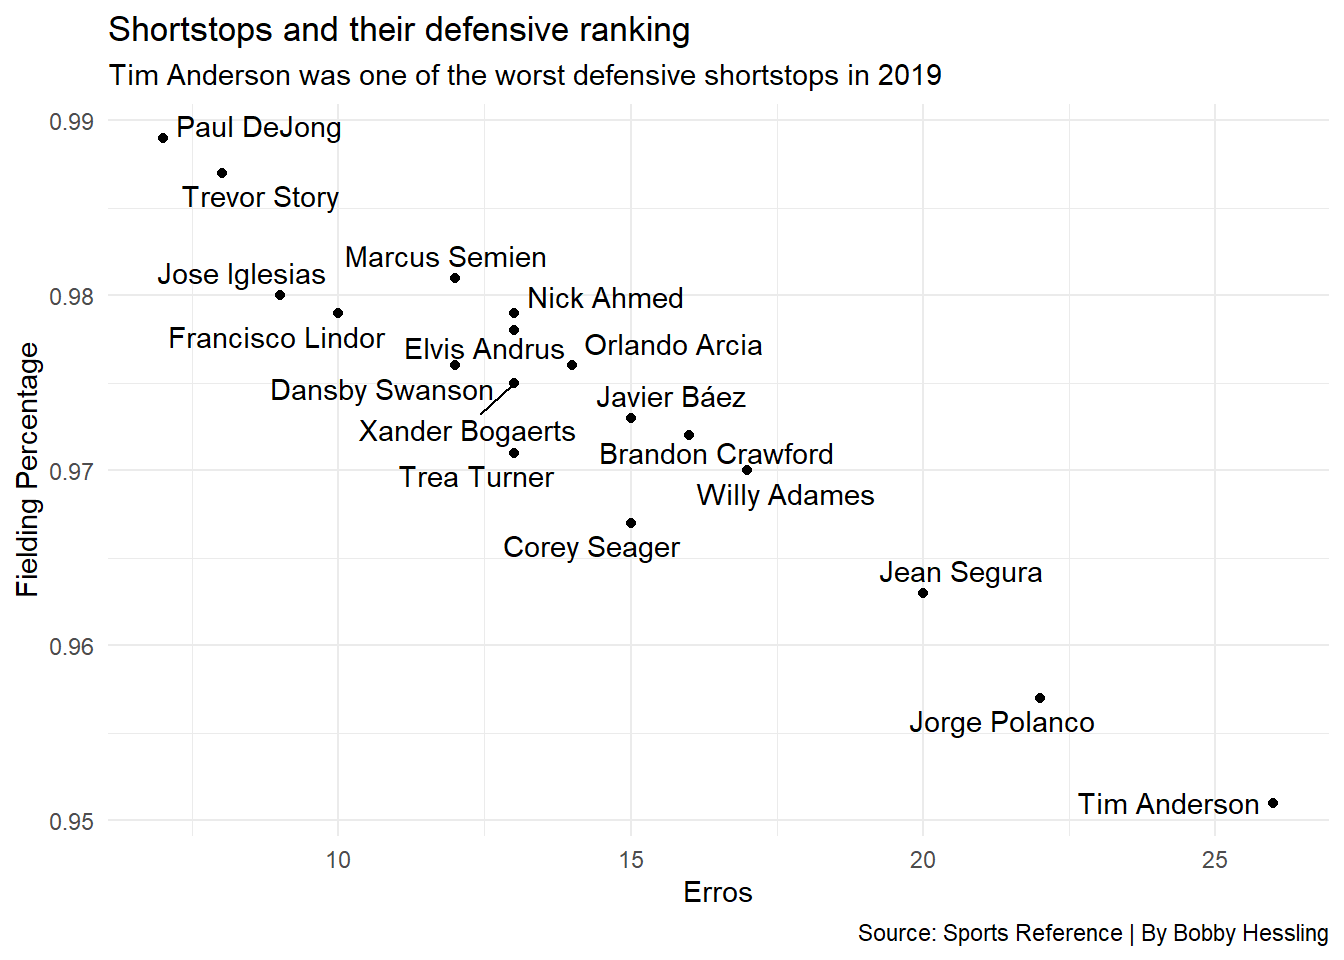 Shortstops and their defensive ranking
Tim Anderson was one of the worst defensive shortstops in 2019
0.99
Paul DeJong
Trevor Story
Marcus Semien
Jose Iglesias
0.98
Nick Ahmed
Francisco Lindor
Elvis Andrus
Orlando Arcia
Dansby Swanson
Javier Báez
Xander Bogaerts
Brandon Crawford
0.97
Trea Turner
Willy Adames
Corey Seager
Jean Segura
0.96
Jorge Polanco
Tim Anderson
0.95
Fielding Percentage
10
15
20
25
Erros
Source: Sports Reference | By Bobby Hessling